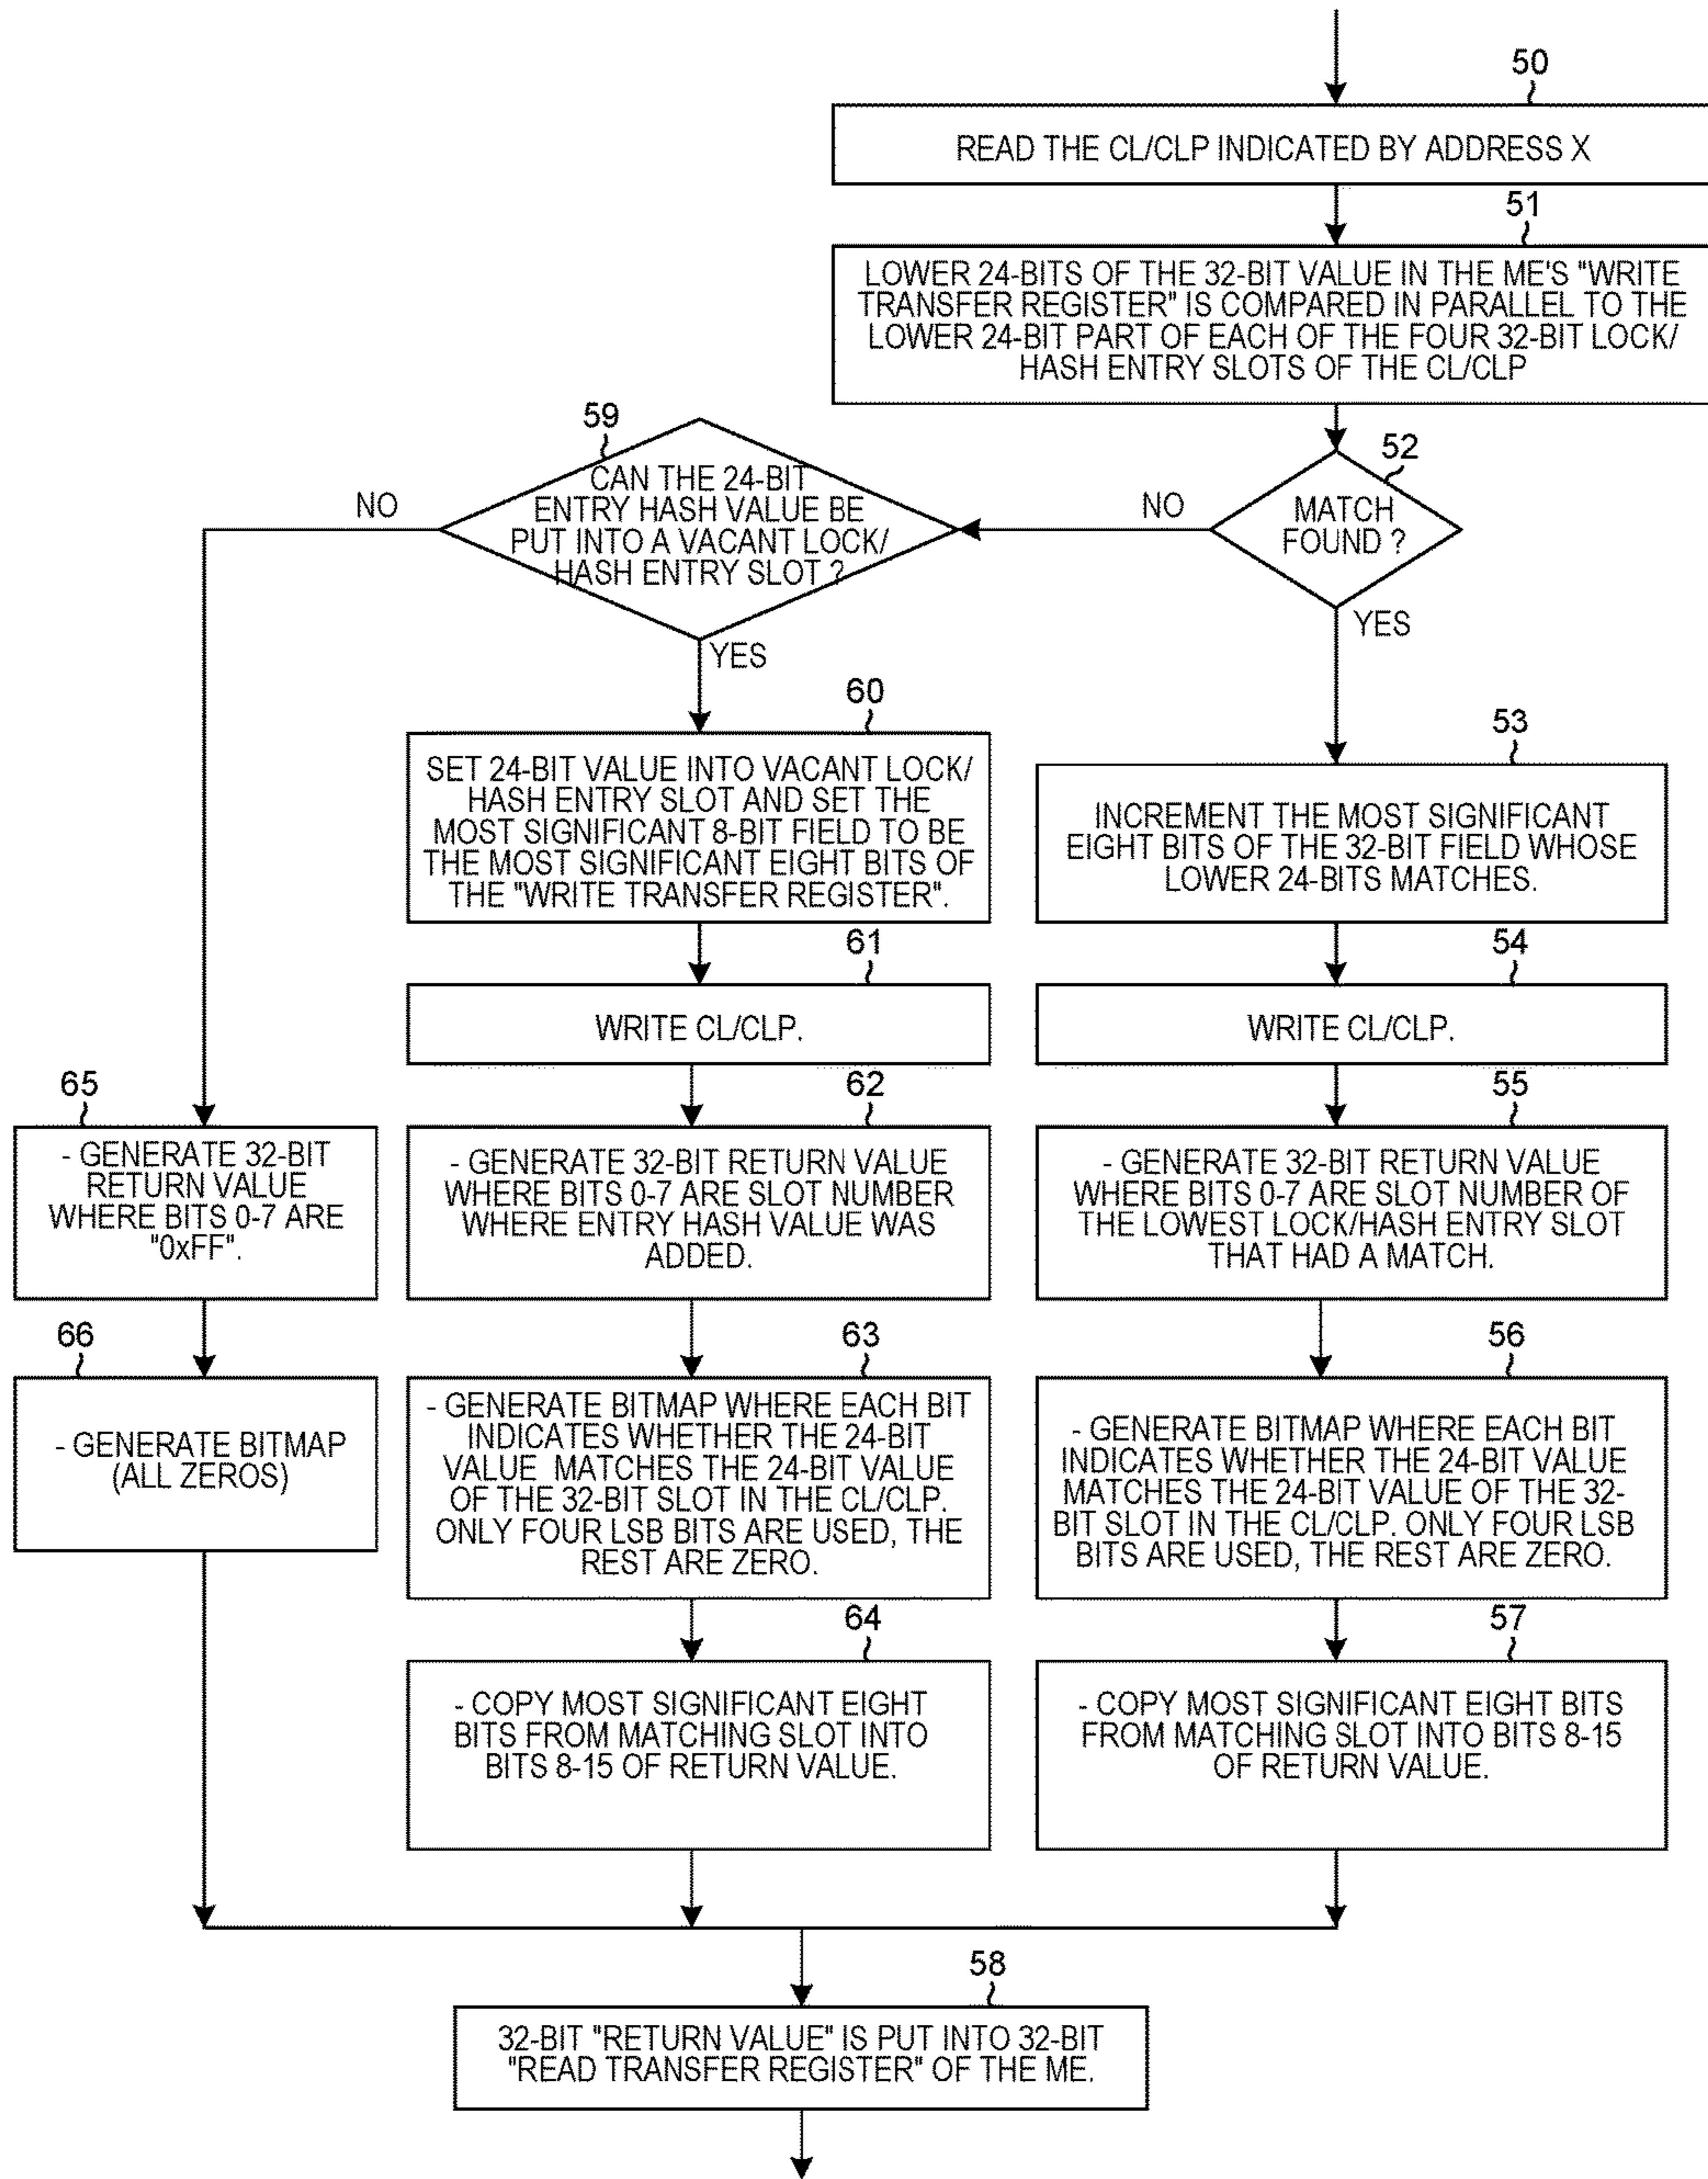 50
READ THE CL/CLP INDICATED BY ADDRESS X
51
LOWER 24-BITS OF THE 32-BIT VALUE IN THE ME'S "WRITE
TRANSFER REGISTER" IS COMPARED IN PARALLEL TO THE
LOWER 24-BIT PART OF EACH OF THE FOUR 32-BIT LOCK/
HASH ENTRY SLOTS OF THE CL/CLP
52
MATCH
FOUND ?
NO
YES
59
CAN THE 24-BIT
ENTRY HASH VALUE BE
PUT INTO A VACANT LOCK/
HASH ENTRY SLOT ?
NO
YES
60
SET 24-BIT VALUE INTO VACANT LOCK/
HASH ENTRY SLOT AND SET THE
MOST SIGNIFICANT 8-BIT FIELD TO BE
THE MOST SIGNIFICANT EIGHT BITS OF
THE "WRITE TRANSFER REGISTER".
53
INCREMENT THE MOST SIGNIFICANT
EIGHT BITS OF THE 32-BIT FIELD WHOSE
LOWER 24-BITS MATCHES.
61
WRITE CL/CLP.
54
WRITE CL/CLP.
65
- GENERATE 32-BIT
RETURN VALUE
WHERE BITS 0-7 ARE
"0xFF".
62
- GENERATE 32-BIT RETURN VALUE
WHERE BITS 0-7 ARE SLOT NUMBER
WHERE ENTRY HASH VALUE WAS
ADDED.
55
- GENERATE 32-BIT RETURN VALUE
WHERE BITS 0-7 ARE SLOT NUMBER OF
THE LOWEST LOCK/HASH ENTRY SLOT
THAT HAD A MATCH.
66
- GENERATE BITMAP
(ALL ZEROS)
63
- GENERATE BITMAP WHERE EACH BIT
INDICATES WHETHER THE 24-BIT
VALUE MATCHES THE 24-BIT VALUE
OF THE 32-BIT SLOT IN THE CL/CLP.
ONLY FOUR LSB BITS ARE USED, THE
REST ARE ZERO.
56
- GENERATE BITMAP WHERE EACH BIT
INDICATES WHETHER THE 24-BIT VALUE
MATCHES THE 24-BIT VALUE OF THE 32-
BIT SLOT IN THE CL/CLP. ONLY FOUR LSB
BITS ARE USED, THE REST ARE ZERO.
64
- COPY MOST SIGNIFICANT EIGHT
BITS FROM MATCHING SLOT INTO
BITS 8-15 OF RETURN VALUE.
57
- COPY MOST SIGNIFICANT EIGHT BITS
FROM MATCHING SLOT INTO BITS 8-15
OF RETURN VALUE.
58
32-BIT "RETURN VALUE" IS PUT INTO 32-BIT
"READ TRANSFER REGISTER" OF THE ME.